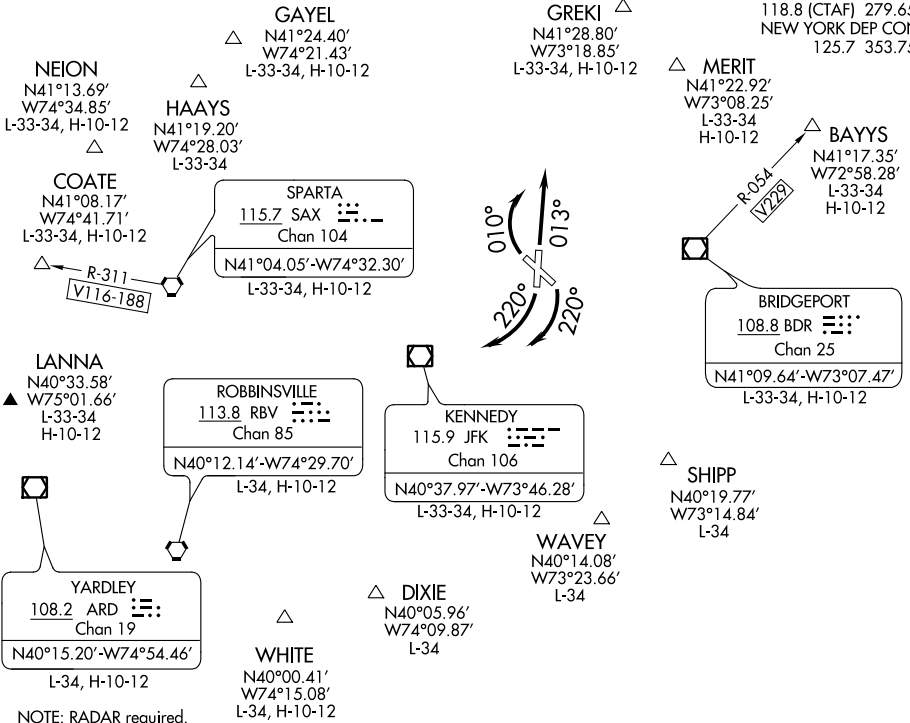 GAYEL
N41°24.40′
W74°21.43′
L-33-34, H-10-12
GREKI
N41°28.80′
W73°18.85′
L-33-34, H-10-12
118.8 (CTAF) 279.65
NEW YORK DEP CON
125.7 353.75
NEION
N41°13.69′
W74°34.85′
L-33-34, H-10-12
HAAYS
N41°19.20′
W74°28.03′
L-33-34
MERIT
N41°22.92′
W73°08.25′
L-33-34
H-10-12
BAYYS
N41°17.35′
W72°58.28′
L-33-34
H-10-12
R-054
V229
COATE
N41°08.17′
W74°41.71′
L-33-34, H-10-12
R-311
V116-188
SPARTA
115.7 SAX
Chan 104
N41°04.05′-W74°32.30′
L-33-34, H-10-12
010°
013°
220°
220°
BRIDGEPORT
108.8 BDR
Chan 25
N41°09.64′-W73°07.47′
L-33-34, H-10-12
LANNA
N40°33.58′
W75°01.66′
L-33-34
H-10-12
ROBBINSVILLE
113.8 RBV
Chan 85
N40°12.14′-W74°29.70′
L-34, H-10-12
KENNEDY
115.9 JFK
Chan 106
N40°37.97′-W73°46.28′
L-33-34, H-10-12
SHIPP
N40°19.77′
W73°14.84′
L-34
WAVEY
N40°14.08′
W73°23.66′
L-34
YARDLEY
108.2 ARD
Chan 19
N40°15.20′-W74°54.46′
L-34, H-10-12
DIXIE
N40°05.96′
W74°09.87′
L-34
WHITE
N40°00.41′
W74°15.08′
L-34, H-10-12
NOTE: RADAR required.